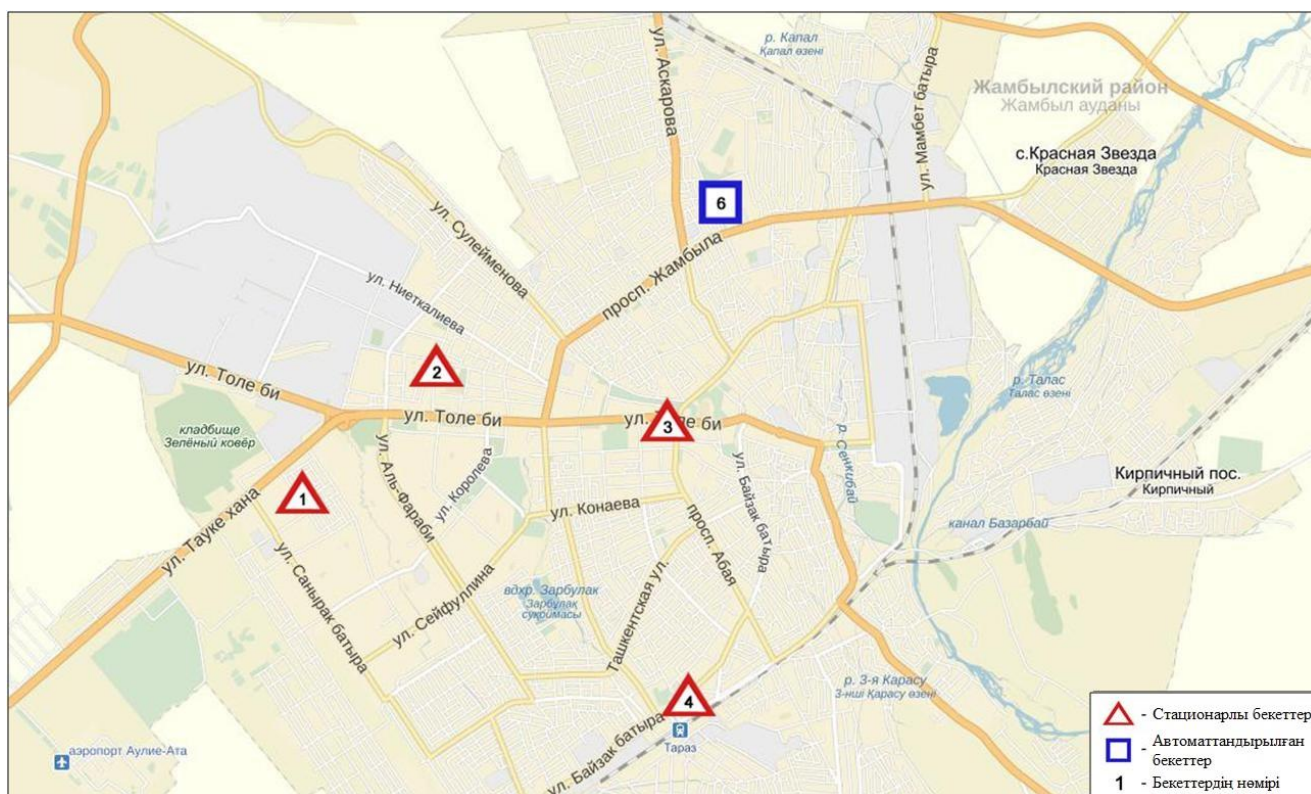 ул. Аскарова
р. Капал
Қапал өзені
ул. Мамбет батыра
Жамбылский район
Жамбыл ауданы
с.Красная Звезда
Красная Звезда
6
ул. Сулейменова
просп. Жамбыла
ул. Ниеткалиева
ул. Толе би
2
р. Талас
Талас өзені
ул. Толе би
ул. Толе би
3
кладбище
Зелёный ковёр
1
ул. Тауке хана
ул. Аль-Фараби
ул. Королева
ул. Конаева
ул. Байзак батыра
р. Сенкибай
Кирпичный пос.
Кирпичный
канал Базарбай
просп. Абая
ул. Санырак батыра
ул. Сейфуллина
вдхр. Зарбулак
Зарбұлақ
суқоймасы
Ташкентская ул.
4
Тараз
р. 3-я Карасу
3-нші Қарасу өзені
ул. Байзак батыра
аэропорт Аулие-Ата
- Стационарлы бекеттер
- Автоматтандырылған
бекеттер
1 - Бекеттердің нөмірі